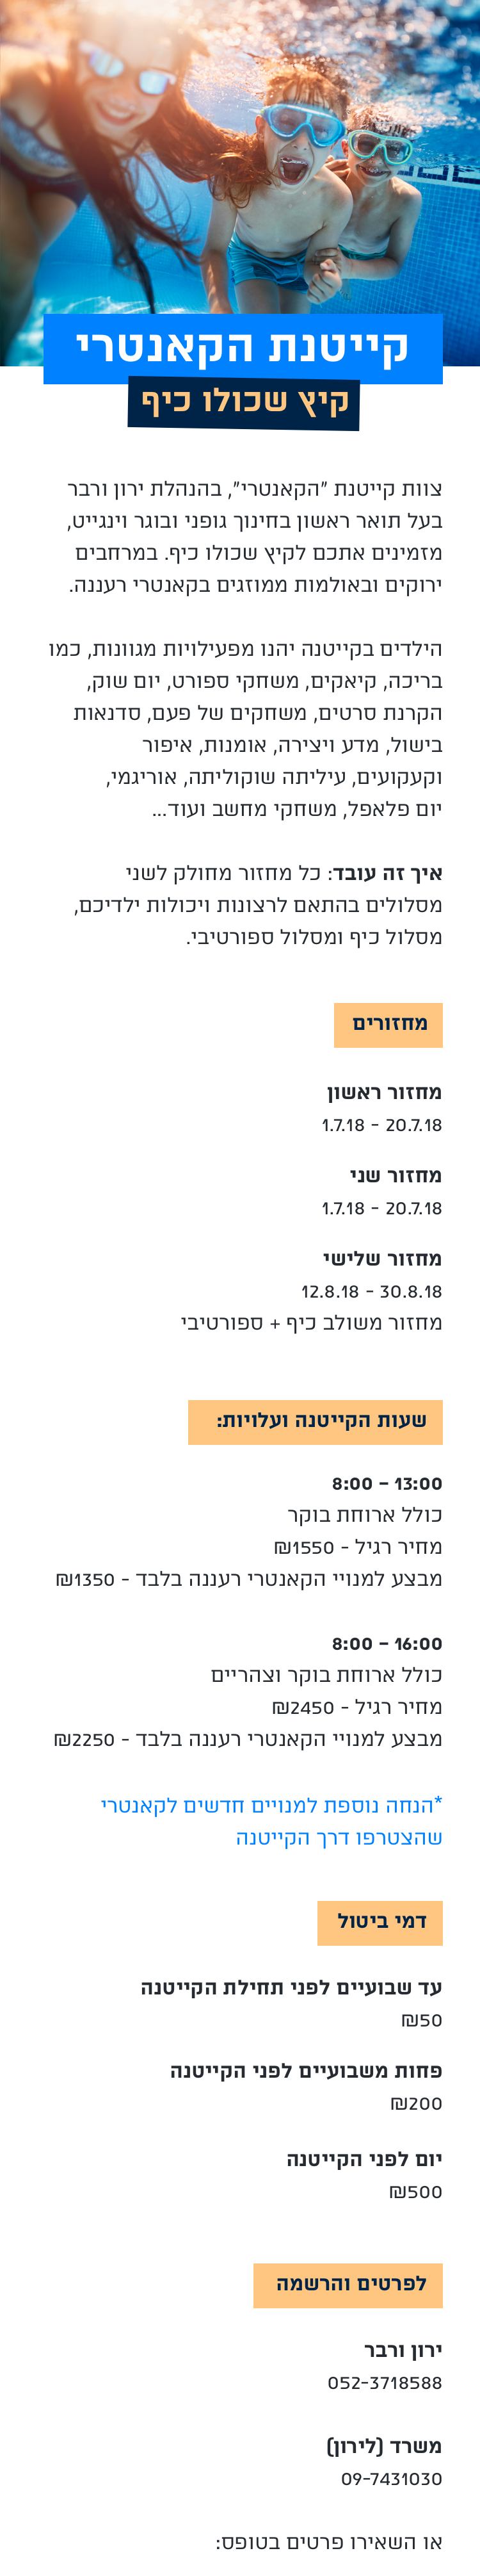 קייטנת הקאנטרי
קיץ שכולו כיף
צוות קייטנת "הקאנטרי", בהנהלת ירון ורבר
בעל תואר ראשון בחינוך גופני ובוגר וינגייט,
מזמינים אתכם לקיץ שכולו כיף. במרחבים
ירוקים ובאולמות ממוזגים בקאנטרי רעננה.
הילדים בקייטנה יהנו מפעילויות מגוונות, כמו
בריכה, קיאקים, משחקי ספורט, יום שוק,
הקרנת סרטים, משחקים של פעם, סדנאות
בישול, מדע ויצירה, אומנות, איפור
וקעקועים, עיליתה שוקוליתה, אוריגמי,
יום פלאפל, משחקי מחשב ועוד...
איך זה עובד: כל מחזור מחולק לשני
מסלולים בהתאם לרצונות ויכולות ילדיכם,
מסלול כיף ומסלול ספורטיבי.
מחזורים
מחזור ראשון
1.7.18 - 20.7.18
מחזור שני
1.7.18 - 20.7.18
מחזור שלישי
12.8.18 - 30.8.18
מחזור משולב כיף + ספורטיבי
שעות הקייטנה ועלויות:
8:00 – 13:00
כולל ארוחת בוקר
מחיר רגיל - 1550₪
מבצע למנויי הקאנטרי רעננה בלבד - 1350₪
8:00 – 16:00
כולל ארוחת בוקר וצהריים
מחיר רגיל - 2450₪
מבצע למנויי הקאנטרי רעננה בלבד - 2250₪
*הנחה נוספת למנויים חדשים לקאנטרי
שהצטרפו דרך הקייטנה
דמי ביטול
עד שבועיים לפני תחילת הקייטנה
50₪
פחות משבועיים לפני הקייטנה
200₪
יום לפני הקייטנה
500₪
לפרטים והרשמה
ירון ורבר
052-3718588
משרד (לירון)
09-7431030
או השאירו פרטים בטופס: